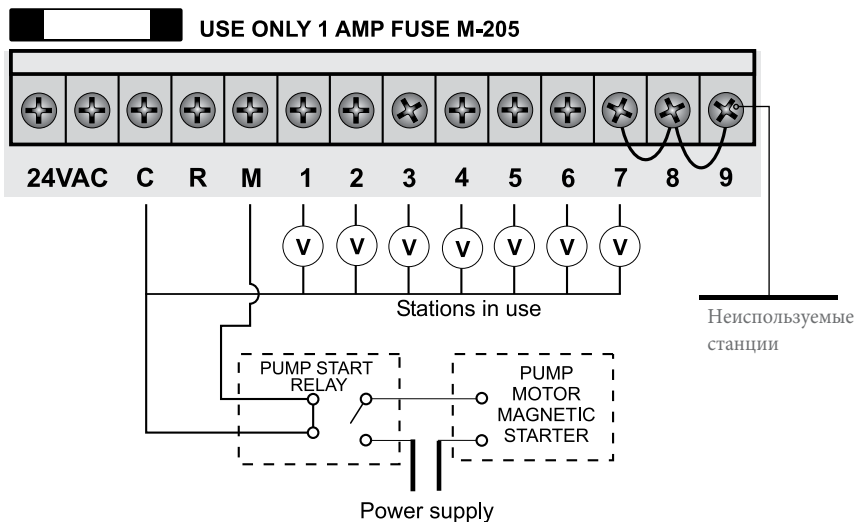 USE ONLY 1 AMP FUSE M-205
24VAC C R M 1 2 3 4 5 6 7 8 9
V V V V V V V
Stations in use
Неиспользуемые
станции
PUMP START
RELAY
PUMP
MOTOR
MAGNETIC
STARTER
Power supply